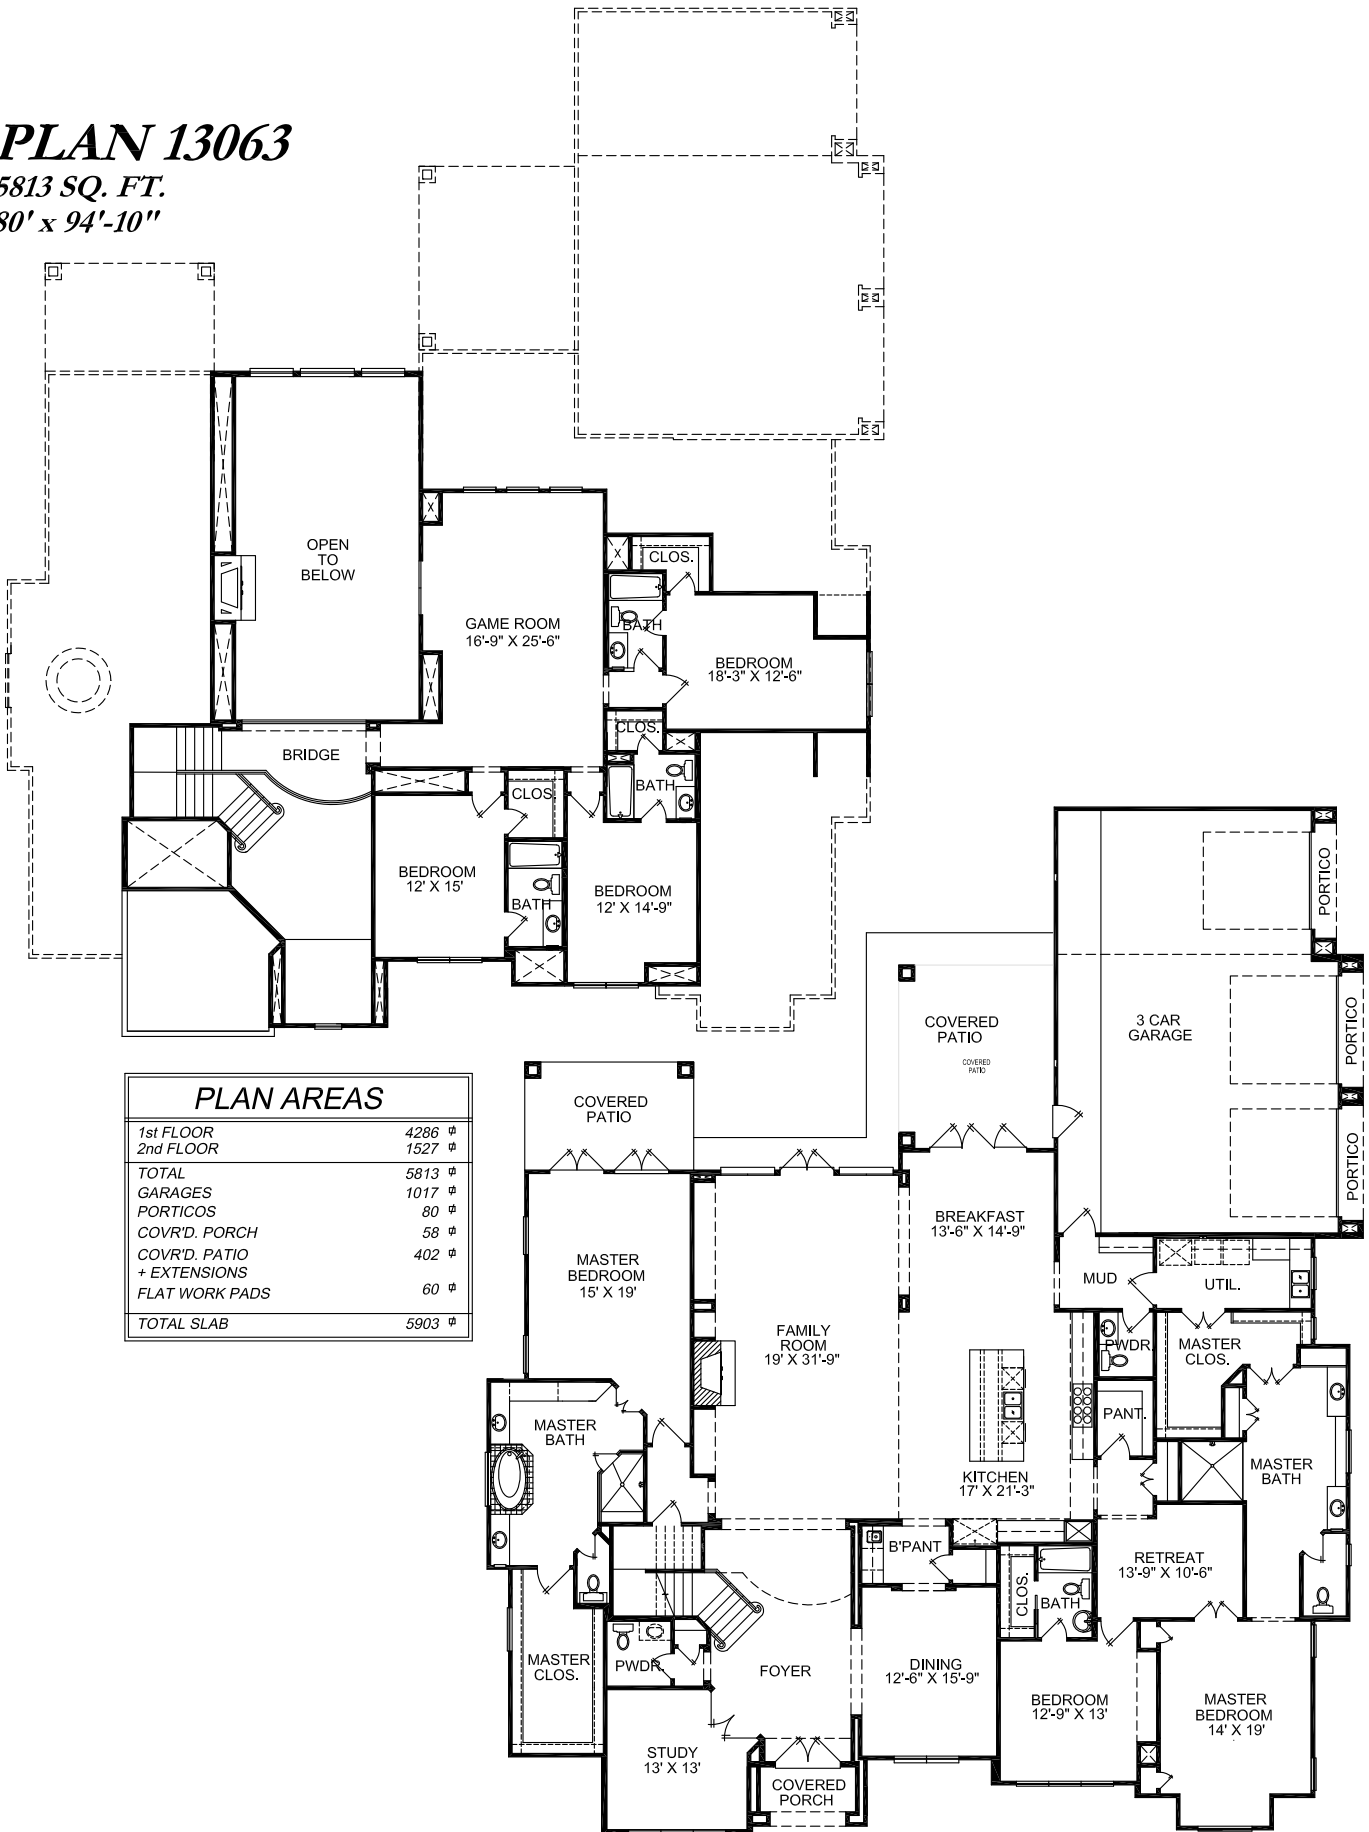 PLAN 13063
5813 SQ. FT.
80' x 94'-10"
OPEN
TO
BELOW
GAME ROOM
16'-9" X 25'-6"
CLOS.
BATH
BEDROOM
18'-3" X 12'-6"
CLOS.
BRIDGE
BATH
CLOS.
BEDROOM
12' X 15'
BATH
BEDROOM
12' X 14'-9"
PLAN AREAS
1st FLOOR 4286
2nd FLOOR 1527
TOTAL 5813
GARAGES 1017
PORTICOS 80
COVR'D. PORCH 58
COVR'D. PATIO 402
+ EXTENSIONS
FLAT WORK PADS 60
TOTAL SLAB 5903
PORTICO
PORTICO
PORTICO
3 CAR
GARAGE
COVERED
PATIO
COVERED
PATIO
COVERED
PATIO
BREAKFAST
13'-6" X 14'-9"
MASTER
BEDROOM
15' X 19'
MUD
UTIL.
FAMILY
ROOM
19' X 31'-9"
PWDR.
MASTER
CLOS.
PANT.
MASTER
BATH
MASTER
BATH
KITCHEN
17' X 21'-3"
B'PANT
RETREAT
13'-9" X 10'-6"
CLOS.
BATH
MASTER
CLOS.
PWDR.
FOYER
DINING
12'-6" X 15'-9"
BEDROOM
12'-9" X 13'
MASTER
BEDROOM
14' X 19'
STUDY
13' X 13'
COVERED
PORCH